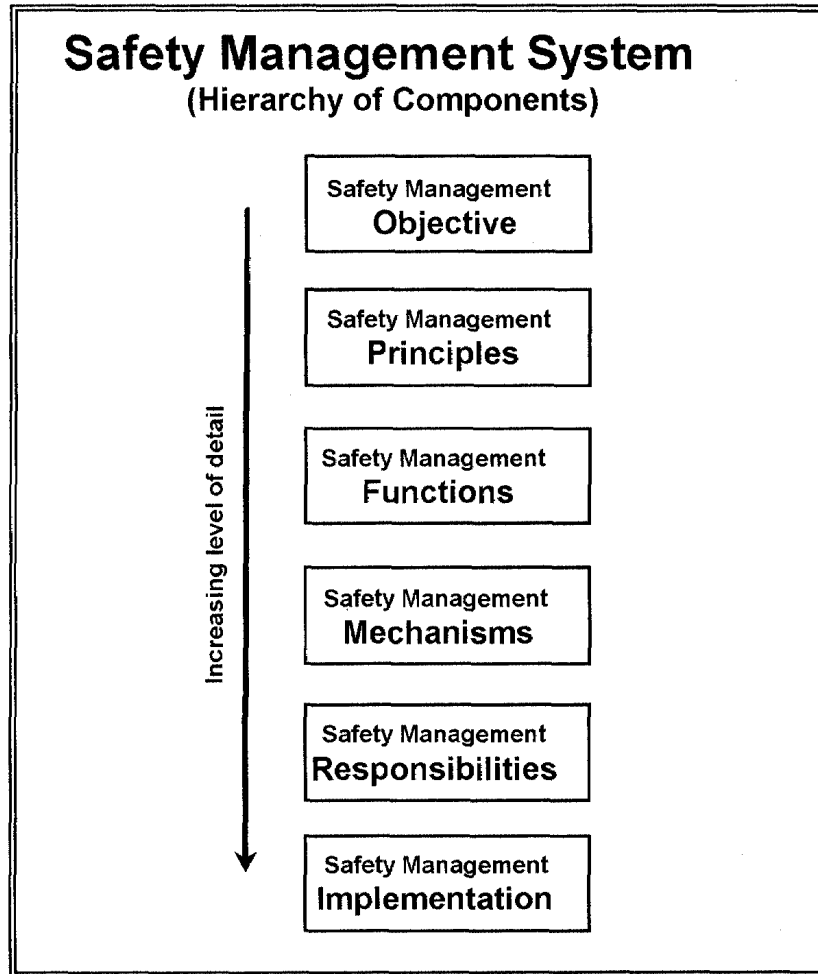 Safety Management System
(Hierarchy of Components)
Safety Management
Objective
Safety Management
Principles
Safety Management
Functions
Safety Management
Mechanisms
Safety Management
Responsibilities
Safety Management
Implementation
Increasing level of detail